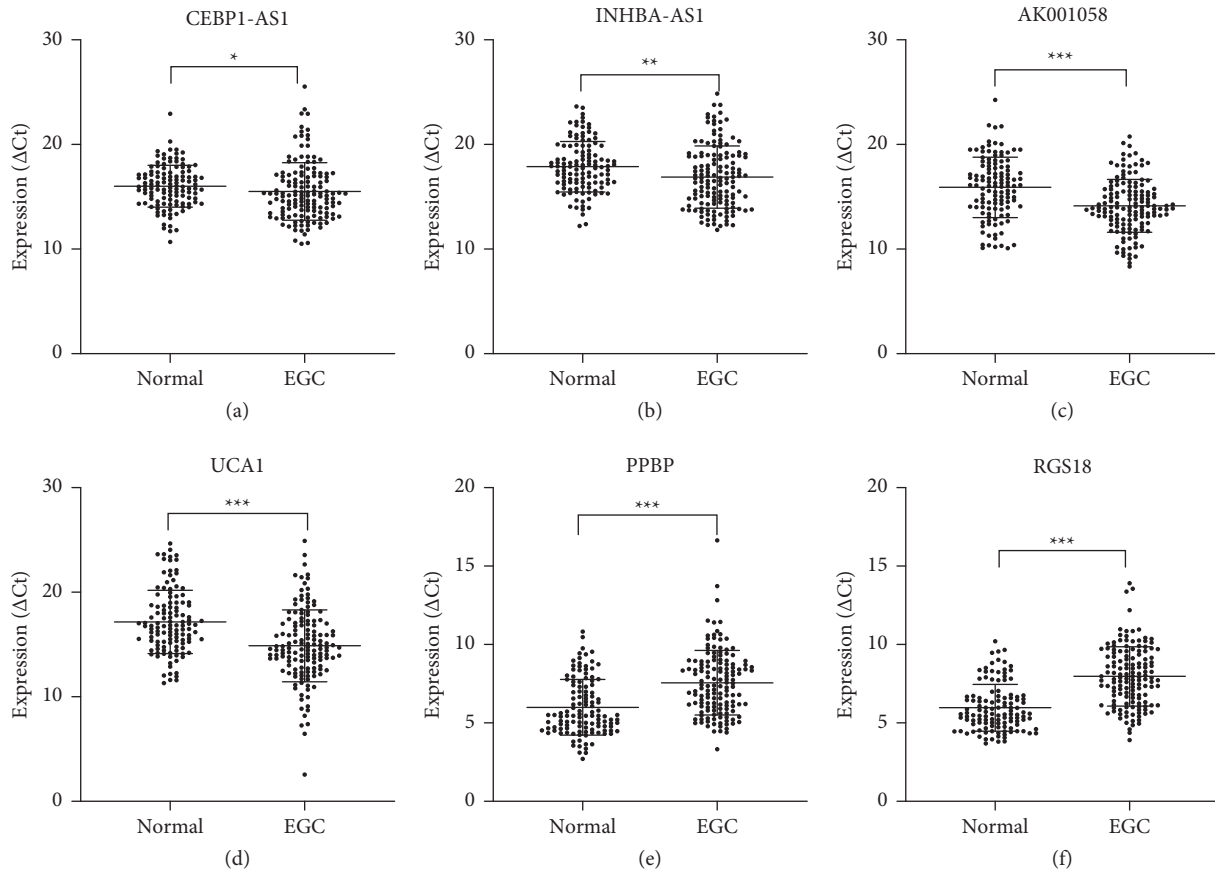 CEBP1-AS1
30
*
20
Expression (ΔCt)
10
0
Normal EGC
(a)
INHBA-AS1
30
**
20
Expression (ΔCt)
10
0
Normal EGC
(b)
AK001058
30
***
20
Expression (ΔCt)
10
0
Normal EGC
(c)
UCA1
30
***
20
Expression (ΔCt)
10
0
Normal EGC
(d)
PPBP
20
***
15
Expression (ΔCt)
10
5
0
Normal EGC
(e)
RGS18
20
***
15
Expression (ΔCt)
10
5
0
Normal EGC
(f)